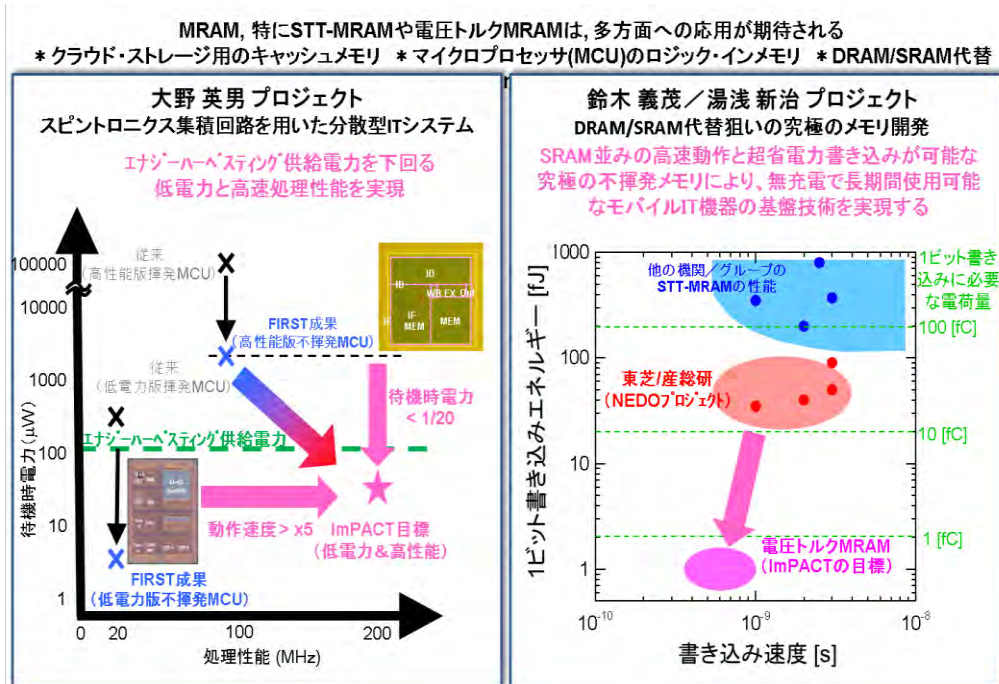 MRAM, 特にSTT-MRAMや電圧トルクMRAMは, 多方面への応用が期待される
＊クラウド・ストレージ用のキャッシュメモリ ＊マイクロプロセッサ(MCU)のロジック・インメモリ ＊DRAM/SRAM代替
大野 英男 プロジェクト
スピントロニクス集積回路を用いた分散型ITシステム
エナジーハーベスティング供給電力を下回る
低電力と高速処理性能を実現
待機時電力 (μW)
100000
10000
1000
100
10
1
0
20
100
200
処理性能 (MHz)
従来
(高性能版揮発MCU)
FIRST成果
(高性能版不揮発MCU)
従来
(低電力版揮発MCU)
エナジーハーベスティング供給電力
待機時電力
< 1/20
動作速度> x5
ImPACT目標
(低電力&高性能)
FIRST成果
(低電力版不揮発MCU)
ID
ID
WB EX Out
IF
IF
MEM
MEM
鈴木 義茂／湯浅 新治 プロジェクト
DRAM/SRAM代替狙いの究極のメモリ開発
SRAM並みの高速動作と超省電力書き込みが可能な
究極の不揮発メモリにより、無充電で長期間使用可能
なモバイルIT機器の基盤技術を実現する
1ビット書き込みエネルギー [fJ]
1000
100
10
1
10⁻¹⁰
10⁻⁹
10⁻⁸
書き込み速度 [s]
他の機関／グループの
STT-MRAMの性能
1ビット書き
込みに必要
な電荷量
100 [fC]
東芝/産総研
(NEDOプロジェクト)
10 [fC]
1 [fC]
電圧トルクMRAM
(ImPACTの目標)